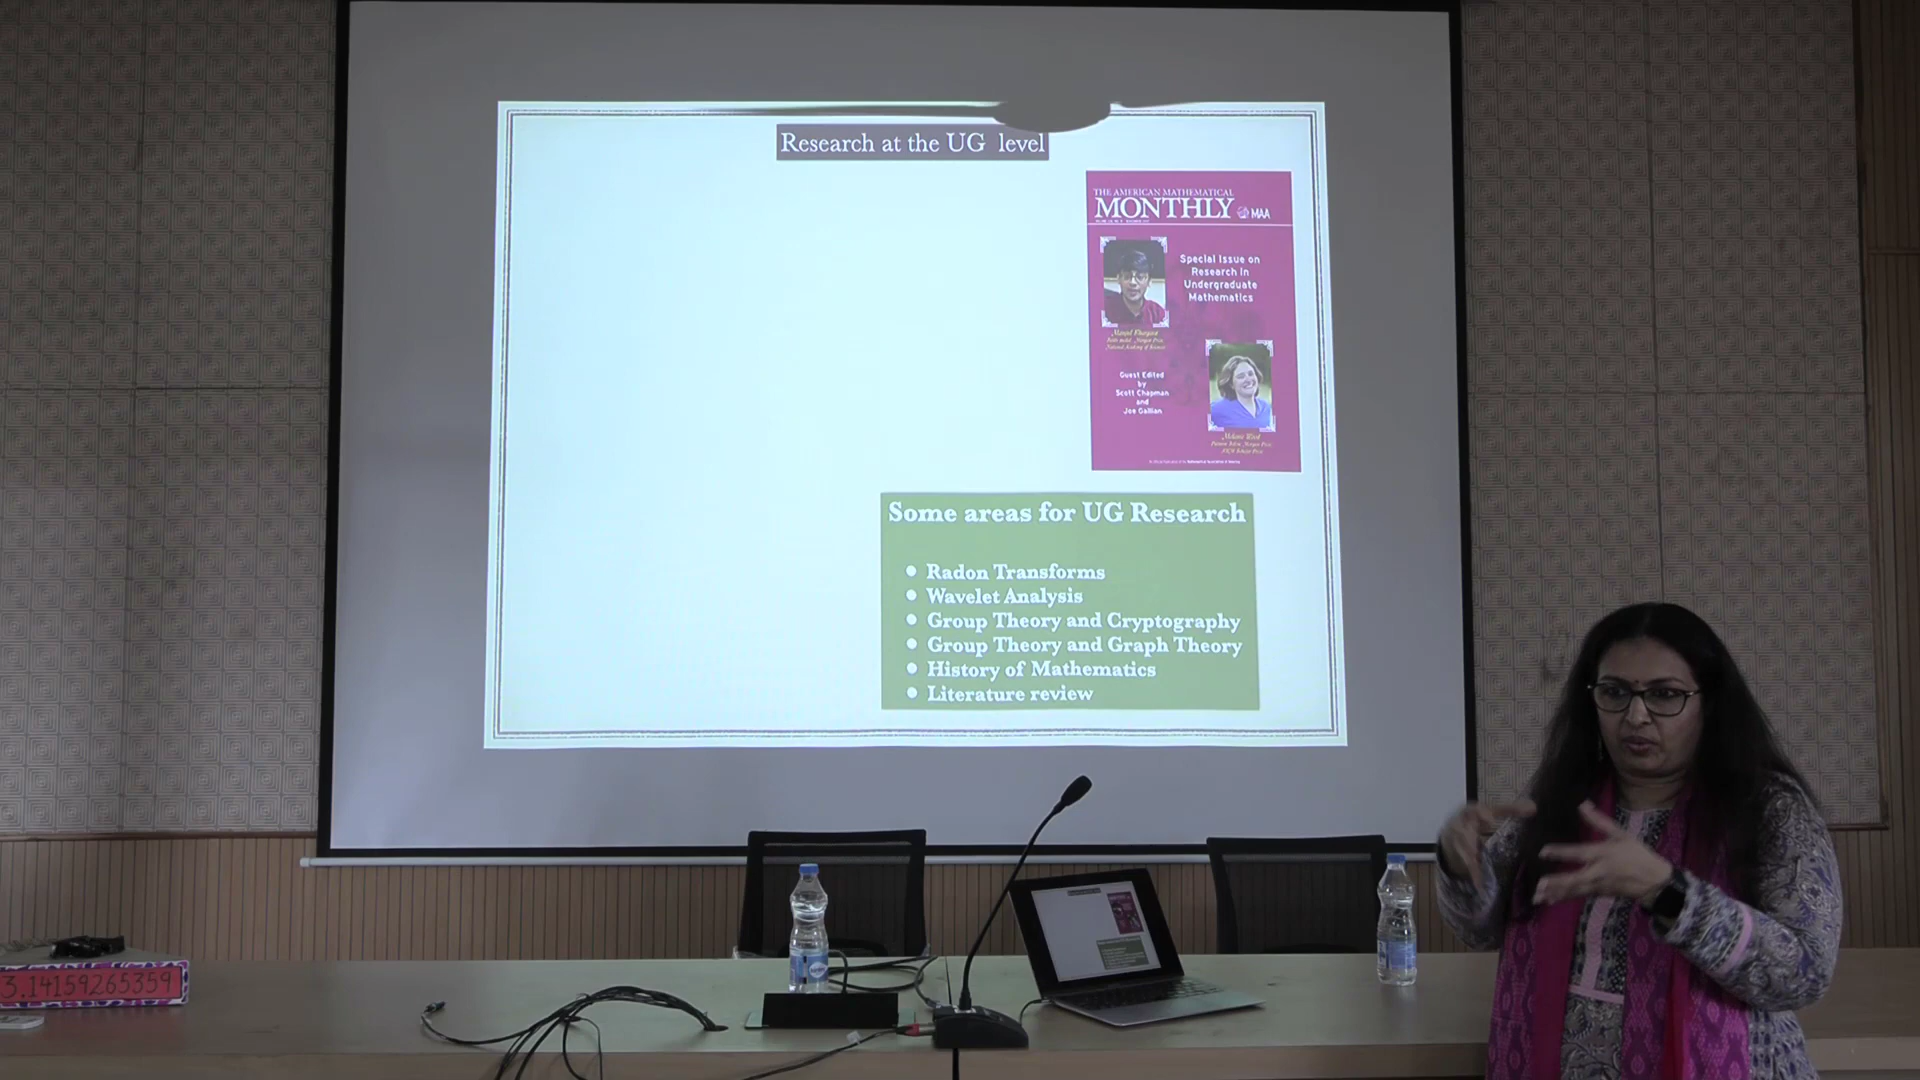 Research at the UG level
THE AMERICAN MATHEMATICAL
MONTHLY
MAA
Special Issue on
Research in
Undergraduate
Mathematics
Guest Edited
by
Scott Chapman
and
Joe Gallian
Some areas for UG Research
• Radon Transforms
• Wavelet Analysis
• Group Theory and Cryptography
• Group Theory and Graph Theory
• History of Mathematics
• Literature review
3.14159265359